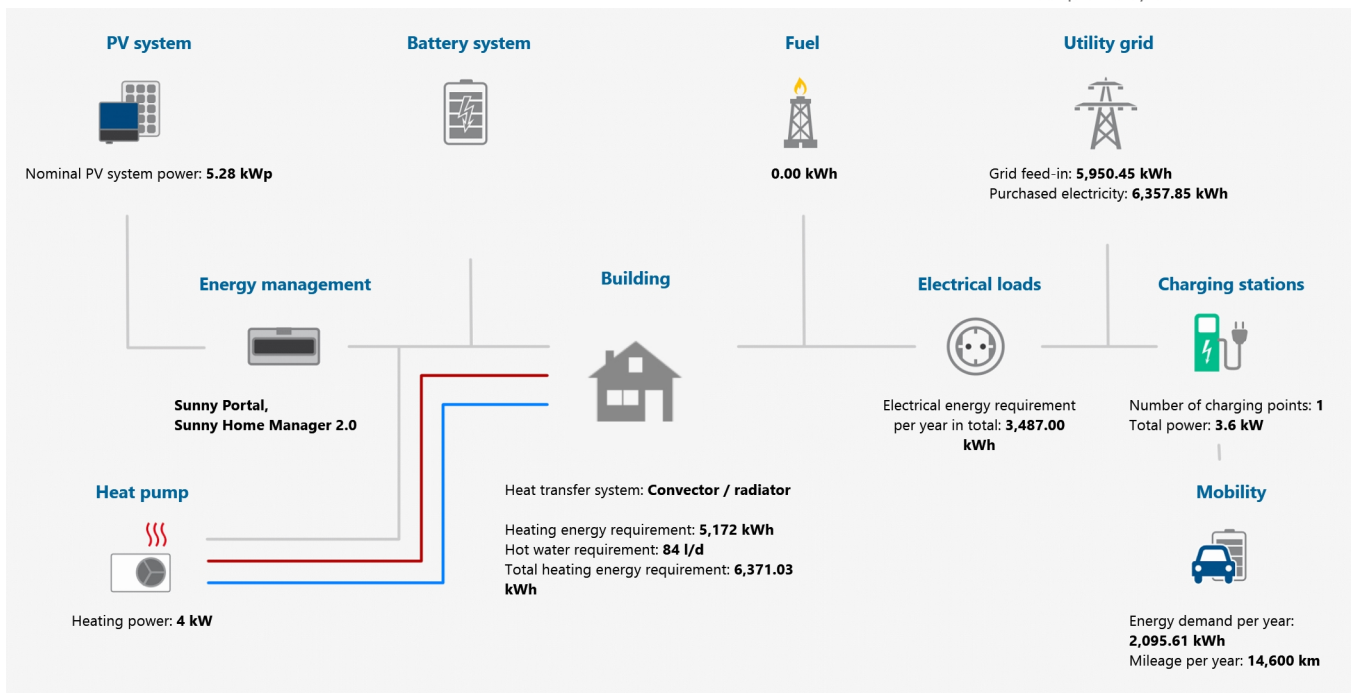 PV system
Battery system
Fuel
Utility grid
Nominal PV system power: 5.28 kWp
0.00 kWh
Grid feed-in: 5,950.45 kWh
Purchased electricity: 6,357.85 kWh
Energy management
Building
Electrical loads
Charging stations
Sunny Portal,
Sunny Home Manager 2.0
Electrical energy requirement
per year in total: 3,487.00
kWh
Number of charging points: 1
Total power: 3.6 kW
Heat pump
Heat transfer system: Convector / radiator
Heating energy requirement: 5,172 kWh
Hot water requirement: 84 l/d
Total heating energy requirement: 6,371.03
kWh
Mobility
Heating power: 4 kW
Energy demand per year:
2,095.61 kWh
Mileage per year: 14,600 km